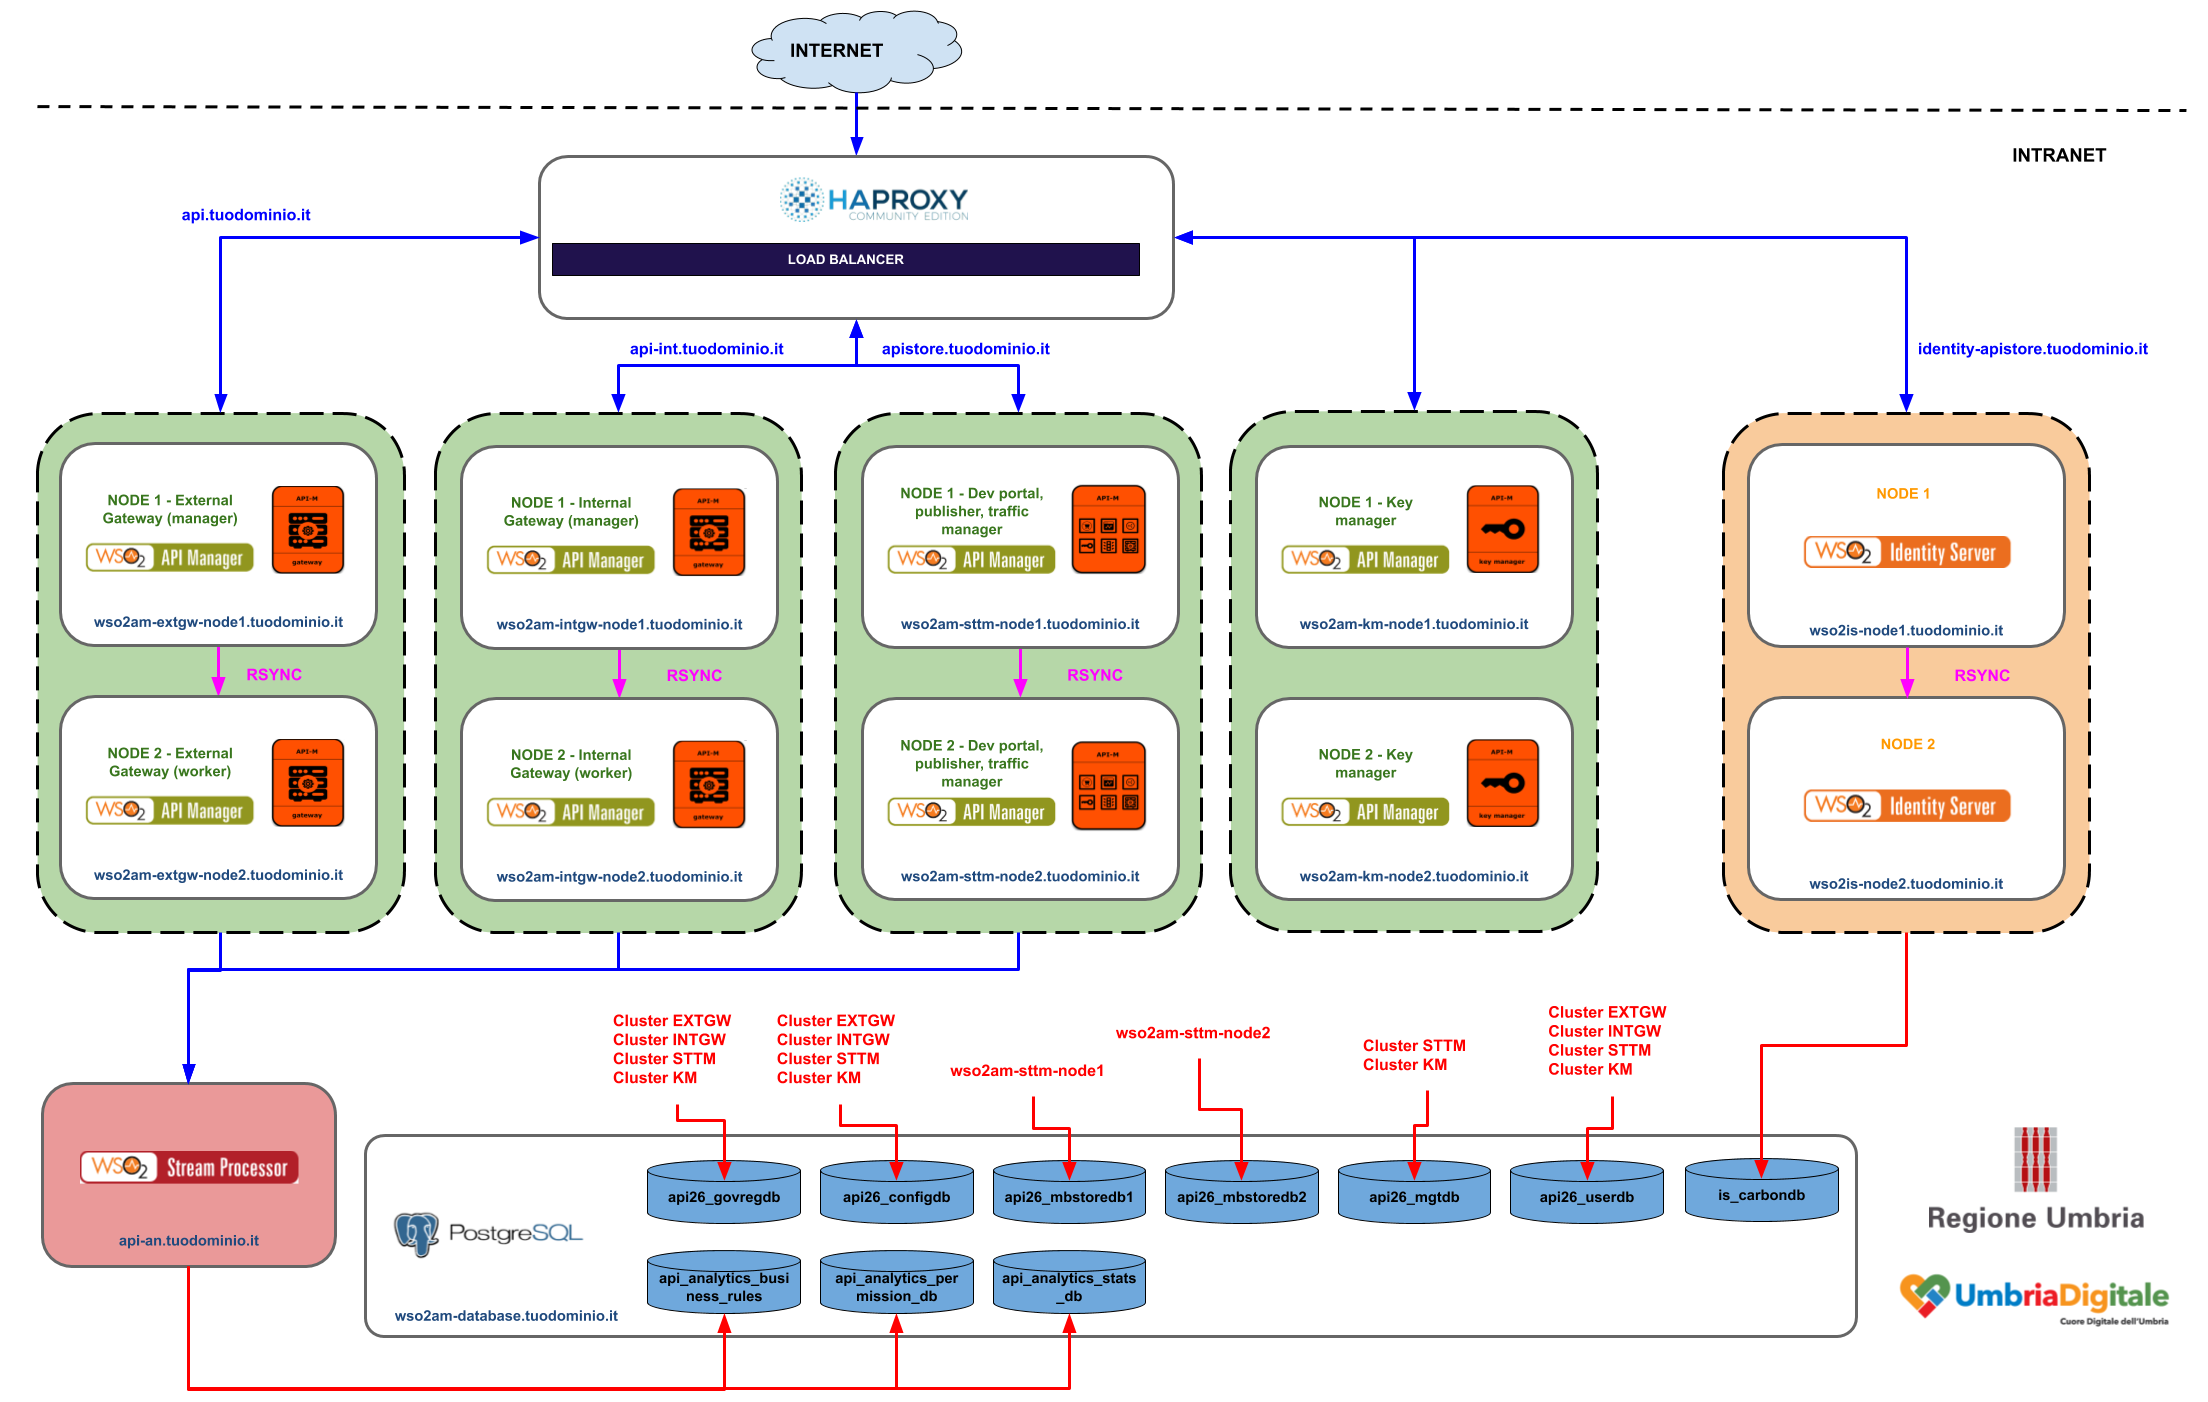 INTERNET
INTRANET
HAPROXY
COMMUNITY EDITION
LOAD BALANCER
api.tuodominio.it
api-int.tuodominio.it
apistore.tuodominio.it
identity-apistore.tuodominio.it
NODE 1 - External
Gateway (manager)
API-M
gateway
WSO2 API Manager
wso2am-extgw-node1.tuodominio.it
RSYNC
NODE 2 - External
Gateway (worker)
API-M
gateway
WSO2 API Manager
wso2am-extgw-node2.tuodominio.it
NODE 1 - Internal
Gateway (manager)
API-M
gateway
WSO2 API Manager
wso2am-intgw-node1.tuodominio.it
RSYNC
NODE 2 - Internal
Gateway (worker)
API-M
gateway
WSO2 API Manager
wso2am-intgw-node2.tuodominio.it
NODE 1 - Dev portal,
publisher, traffic
manager
API-M
WSO2 API Manager
wso2am-sttm-node1.tuodominio.it
RSYNC
NODE 2 - Dev portal,
publisher, traffic
manager
API-M
WSO2 API Manager
wso2am-sttm-node2.tuodominio.it
NODE 1 - Key
manager
API-M
key manager
WSO2 API Manager
wso2am-km-node1.tuodominio.it
NODE 2 - Key
manager
API-M
key manager
WSO2 API Manager
wso2am-km-node2.tuodominio.it
NODE 1
WSO2 Identity Server
wso2is-node1.tuodominio.it
RSYNC
NODE 2
WSO2 Identity Server
wso2is-node2.tuodominio.it
Cluster EXTGW
Cluster INTGW
Cluster STTM
Cluster KM
Cluster EXTGW
Cluster INTGW
Cluster STTM
Cluster KM
wso2am-sttm-node1
wso2am-sttm-node2
Cluster STTM
Cluster KM
Cluster EXTGW
Cluster INTGW
Cluster STTM
Cluster KM
WSO2 Stream Processor
api-an.tuodominio.it
PostgreSQL
wso2am-database.tuodominio.it
api26_govregdb
api26_configdb
api26_mbstoredb1
api26_mbstoredb2
api26_mgtdb
api26_userdb
is_carbondb
api_analytics_busi
ness_rules
api_analytics_per
mission_db
api_analytics_stats
_db
Regione Umbria
UmbriaDigitale
Cuore Digitale dell'Umbria